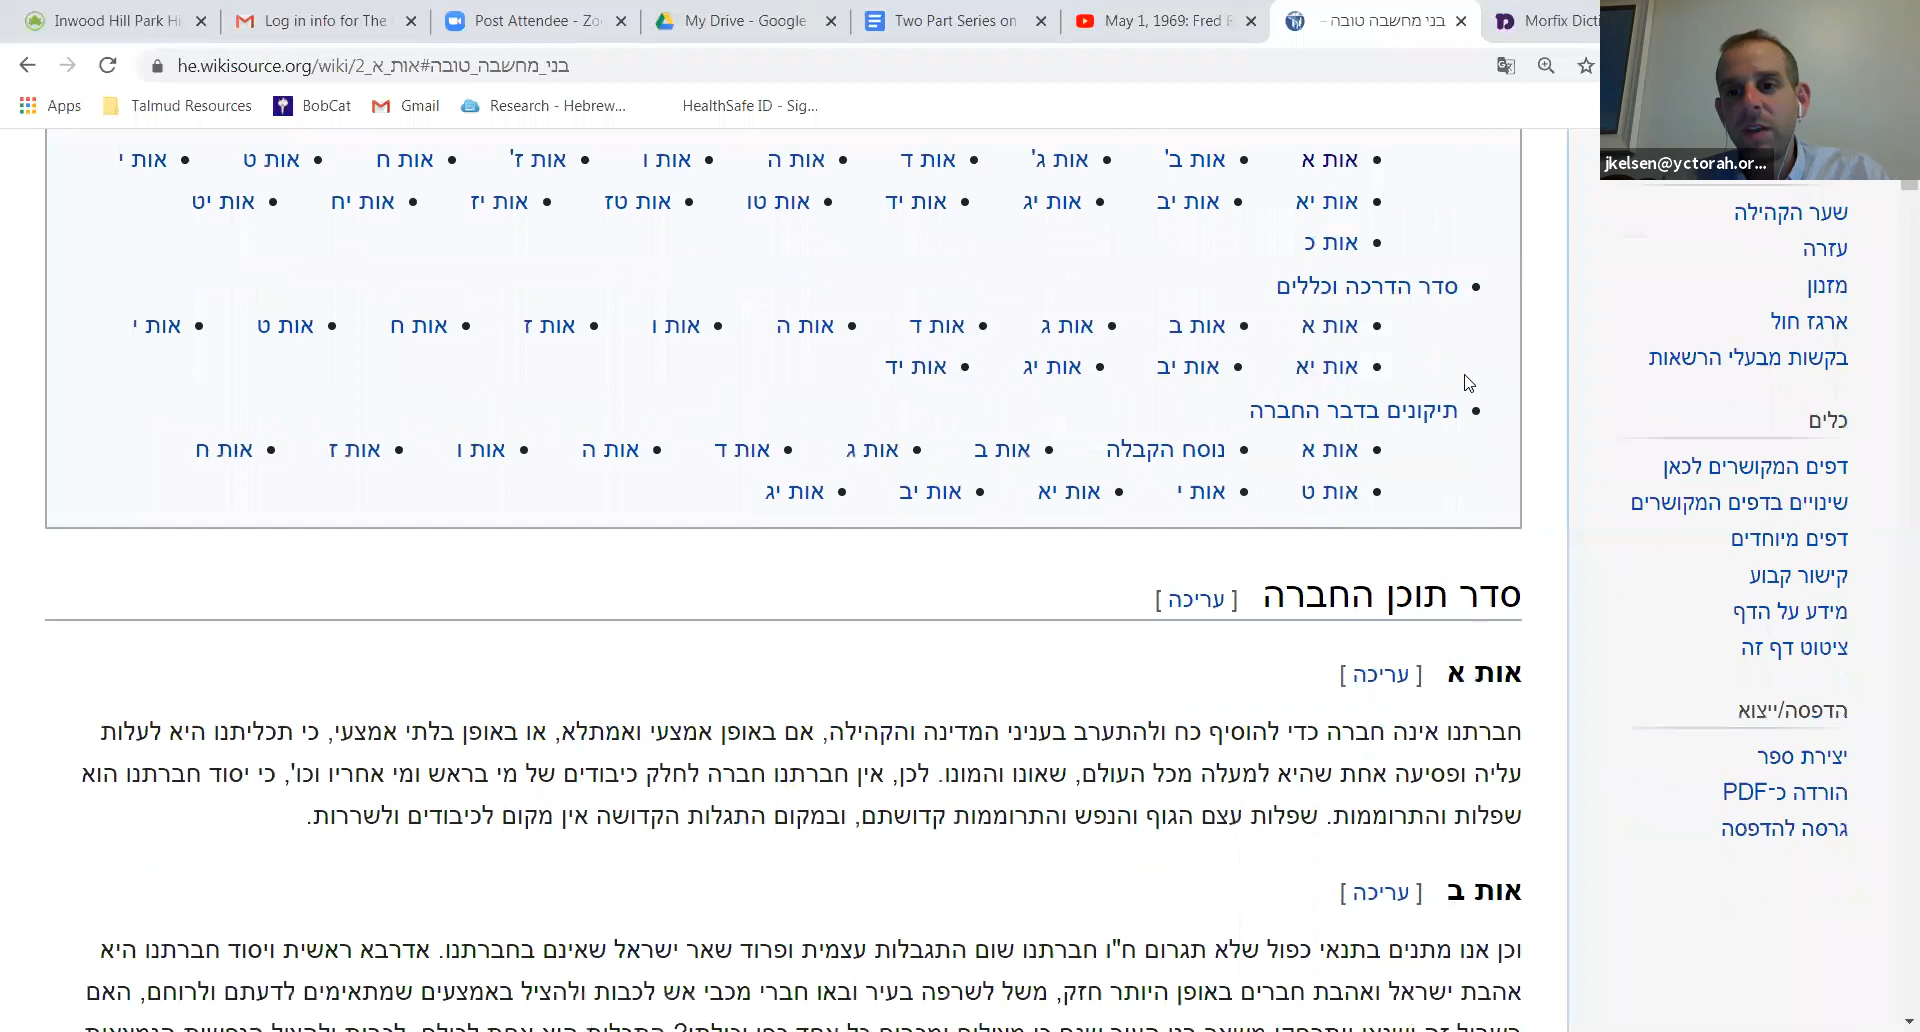 Inwood Hill Park Hi
Log in info for The
Post Attendee - Zo
My Drive - Google
Two Part Series on
May 1, 1969: Fred R
בני מחשבה טובה –
Morfix Dicti
he.wikisource.org/wiki/בני_מחשבה_טובה#אות_א_2
Apps
Talmud Resources
BobCat
Gmail
Research - Hebrew...
HealthSafe ID - Sig...
jkelsen@yctorah.or...
אות א • אות ב' • אות ג' • אות ד • אות ה • אות ו • אות ז' • אות ח • אות ט • אות י •
אות יא • אות יב • אות יג • אות יד • אות טו • אות טז • אות יז • אות יח • אות יט •
אות כ •
סדר הדרכה וכללים •
אות א • אות ב • אות ג • אות ד • אות ה • אות ו • אות ז • אות ח • אות ט • אות י •
אות יא • אות יב • אות יג • אות יד •
תיקונים בדבר החברה •
אות א • נוסח הקבלה • אות ב • אות ג • אות ד • אות ה • אות ו • אות ז • אות ח •
אות ט • אות י • אות יא • אות יב • אות יג •
סדר תוכן החברה [ עריכה ]
אות א [ עריכה ]
חברתנו אינה חברה כדי להוסיף כח ולהתערב בעניני המדינה והקהילה, אם באופן אמצעי ואמתלא, או באופן בלתי אמצעי, כי תכליתנו היא לעלות
עליה ופסיעה אחת שהיא למעלה מכל העולם, שאונו והמונו. לכן, אין חברתנו חברה לחלק כיבודים של מי בראש ומי אחריו וכו', כי יסוד חברתנו הוא
שפלות והתרוממות. שפלות עצם הגוף והנפש והתרוממות קדושתם, ובמקום התגלות הקדושה אין מקום לכיבודים ולשררות.
אות ב [ עריכה ]
וכן אנו מתנים בתנאי כפול שלא תגרום ח"ו חברתנו שום התגבלות עצמית ופרוד שאר ישראל שאינם בחברתנו. אדרבא ראשית ויסוד חברתנו היא
אהבת ישראל ואהבת חברים באופן היותר חזק, משל לשרפה בעיר ובאו חברי מכבי אש לכבות ולהציל באמצעים שמתאימים לדעתם ולרוחם, האם
שער הקהילה
עזרה
מזנון
ארגז חול
בקשות מבעלי הרשאות
כלים
דפים המקושרים לכאן
שינויים בדפים המקושרים
דפים מיוחדים
קישור קבוע
מידע על הדף
ציטוט דף זה
הדפסה/ייצוא
יצירת ספר
הורדה כ־PDF
גרסה להדפסה